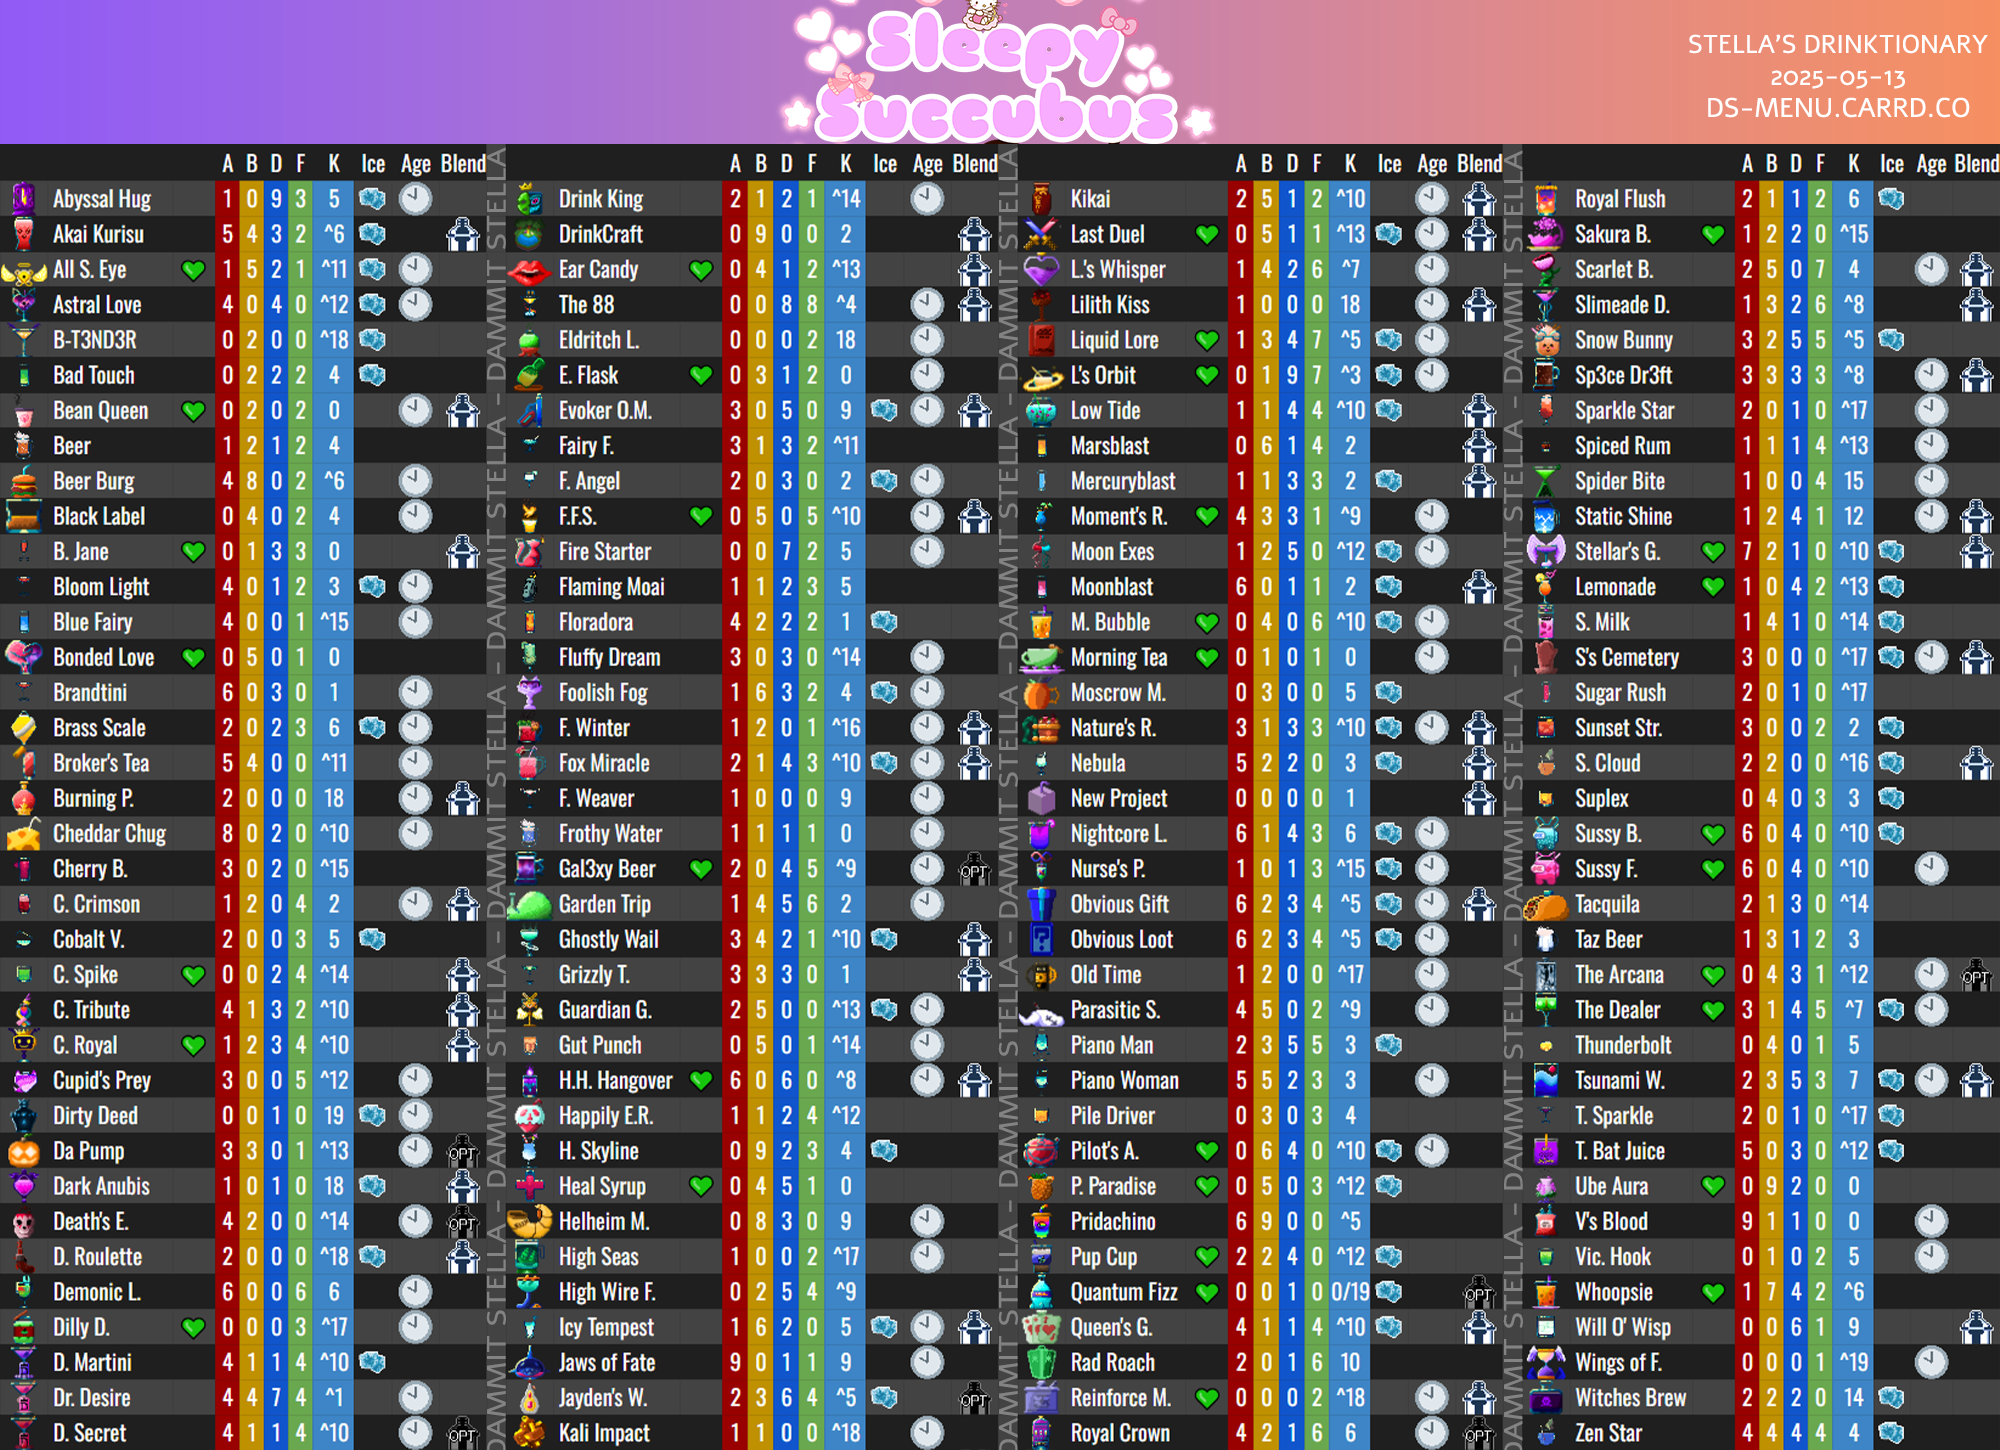 Sleepy
Succubus
STELLA'S DRINKTIONARY
2025-05-13
DS-MENU.CARRD.CO
A B D F K Ice Age Blend
Abyssal Hug 1 0 9 3 5
Akai Kurisu 5 4 3 2 ^6
All S. Eye 1 5 2 1 ^11
Astral Love 4 0 4 0 ^12
B-T3ND3R 0 2 0 0 ^18
Bad Touch 0 2 2 2 4
Bean Queen 0 2 0 2 0
Beer 1 2 1 2 4
Beer Burg 4 8 0 2 ^6
Black Label 0 4 0 2 4
B. Jane 0 1 3 3 0
Bloom Light 4 0 1 2 3
Blue Fairy 4 0 0 1 ^15
Bonded Love 0 5 0 1 0
Brandtini 6 0 3 0 1
Brass Scale 2 0 2 3 6
Broker's Tea 5 4 0 0 ^11
Burning P. 2 0 0 0 18
Cheddar Chug 8 0 2 0 ^10
Cherry B. 3 0 2 0 ^15
C. Crimson 1 2 0 4 2
Cobalt V. 2 0 0 3 5
C. Spike 0 0 2 4 ^14
C. Tribute 4 1 3 2 ^10
C. Royal 1 2 3 4 ^10
Cupid's Prey 3 0 0 5 ^12
Dirty Deed 0 0 1 0 19
Da Pump 3 3 0 1 ^13 OPT
Dark Anubis 1 0 1 0 18
Death's E. 4 2 0 0 ^14 OPT
D. Roulette 2 0 0 0 ^18
Demonic L. 6 0 0 6 6
Dilly D. 0 0 0 3 ^17
D. Martini 4 1 1 4 ^10
Dr. Desire 4 4 7 4 ^1
D. Secret 4 1 1 4 ^10 OPT
DAMMIT STELLA - DAMMIT STELLA - DAMMIT STELLA - DAMMIT STELLA - DAMMIT STELLA
A B D F K Ice Age Blend
Drink King 2 1 2 1 ^14
DrinkCraft 0 9 0 0 2
Ear Candy 0 4 1 2 ^13
The 88 0 0 8 8 ^4
Eldritch L. 0 0 0 2 18
E. Flask 0 3 1 2 0
Evoker O.M. 3 0 5 0 9
Fairy F. 3 1 3 2 ^11
F. Angel 2 0 3 0 2
F.F.S. 0 5 0 5 ^10
Fire Starter 0 0 7 2 5
Flaming Moai 1 1 2 3 5
Floradora 4 2 2 2 1
Fluffy Dream 3 0 3 0 ^14
Foolish Fog 1 6 3 2 4
F. Winter 1 2 0 1 ^16
Fox Miracle 2 1 4 3 ^10
F. Weaver 1 0 0 0 9
Frothy Water 1 1 1 1 0
Gal3xy Beer 2 0 4 5 ^9 OPT
Garden Trip 1 4 5 6 2
Ghostly Wail 3 4 2 1 ^10
Grizzly T. 3 3 3 0 1
Guardian G. 2 5 0 0 ^13
Gut Punch 0 5 0 1 ^14
H.H. Hangover 6 0 6 0 ^8
Happily E.R. 1 1 2 4 ^12
H. Skyline 0 9 2 3 4
Heal Syrup 0 4 5 1 0
Helheim M. 0 8 3 0 9
High Seas 1 0 0 2 ^17
High Wire F. 0 2 5 4 ^9
Icy Tempest 1 6 2 0 5
Jaws of Fate 9 0 1 1 9
Jayden's W. 2 3 6 4 ^5 OPT
Kali Impact 1 1 0 0 ^18
DAMMIT STELLA - DAMMIT STELLA - DAMMIT STELLA - DAMMIT STELLA - DAMMIT STELLA
A B D F K Ice Age Blend
Kikai 2 5 1 2 ^10
Last Duel 0 5 1 1 ^13
L.'s Whisper 1 4 2 6 ^7
Lilith Kiss 1 0 0 0 18
Liquid Lore 1 3 4 7 ^5
L's Orbit 0 1 9 7 ^3
Low Tide 1 1 4 4 ^10
Marsblast 0 6 1 4 2
Mercuryblast 1 1 3 3 2
Moment's R. 4 3 3 1 ^9
Moon Exes 1 2 5 0 ^12
Moonblast 6 0 1 1 2
M. Bubble 0 4 0 6 ^10
Morning Tea 0 1 0 1 0
Moscrow M. 0 3 0 0 5
Nature's R. 3 1 3 3 ^10
Nebula 5 2 2 0 3
New Project 0 0 0 0 1
Nightcore L. 6 1 4 3 6
Nurse's P. 1 0 1 3 ^15
Obvious Gift 6 2 3 4 ^5
Obvious Loot 6 2 3 4 ^5
Old Time 1 2 0 0 ^17
Parasitic S. 4 5 0 2 ^9
Piano Man 2 3 5 5 3
Piano Woman 5 5 2 3 3
Pile Driver 0 3 0 3 4
Pilot's A. 0 6 4 0 ^10
P. Paradise 0 5 0 3 ^12
Pridachino 6 9 0 0 ^5
Pup Cup 2 2 4 0 ^12
Quantum Fizz 0 0 1 0 0/19 OPT
Queen's G. 4 1 1 4 ^10
Rad Roach 2 0 1 6 10
Reinforce M. 0 0 0 2 ^18
Royal Crown 4 2 1 6 6 OPT
DAMMIT STELLA - DAMMIT STELLA - DAMMIT STELLA - DAMMIT STELLA - DAMMIT STELLA
A B D F K Ice Age Blend
Royal Flush 2 1 1 2 6
Sakura B. 1 2 2 0 ^15
Scarlet B. 2 5 0 7 4
Slimeade D. 1 3 2 6 ^8
Snow Bunny 3 2 5 5 ^5
Sp3ce Dr3ft 3 3 3 3 ^8
Sparkle Star 2 0 1 0 ^17
Spiced Rum 1 1 1 4 ^13
Spider Bite 1 0 0 4 15
Static Shine 1 2 4 1 12
Stellar's G. 7 2 1 0 ^10
Lemonade 1 0 4 2 ^13
S. Milk 1 4 1 0 ^14
S's Cemetery 3 0 0 0 ^17
Sugar Rush 2 0 1 0 ^17
Sunset Str. 3 0 0 2 2
S. Cloud 2 2 0 0 ^16
Suplex 0 4 0 3 3
Sussy B. 6 0 4 0 ^10
Sussy F. 6 0 4 0 ^10
Tacquila 2 1 3 0 ^14
Taz Beer 1 3 1 2 3
The Arcana 0 4 3 1 ^12 OPT
The Dealer 3 1 4 5 ^7
Thunderbolt 0 4 0 1 5
Tsunami W. 2 3 5 3 7
T. Sparkle 2 0 1 0 ^17
T. Bat Juice 5 0 3 0 ^12
Ube Aura 0 9 2 0 0
V's Blood 9 1 1 0 0
Vic. Hook 0 1 0 2 5
Whoopsie 1 7 4 2 ^6
Will O' Wisp 0 0 6 1 9
Wings of F. 0 0 0 1 ^19
Witches Brew 2 2 2 0 14
Zen Star 4 4 4 4 4